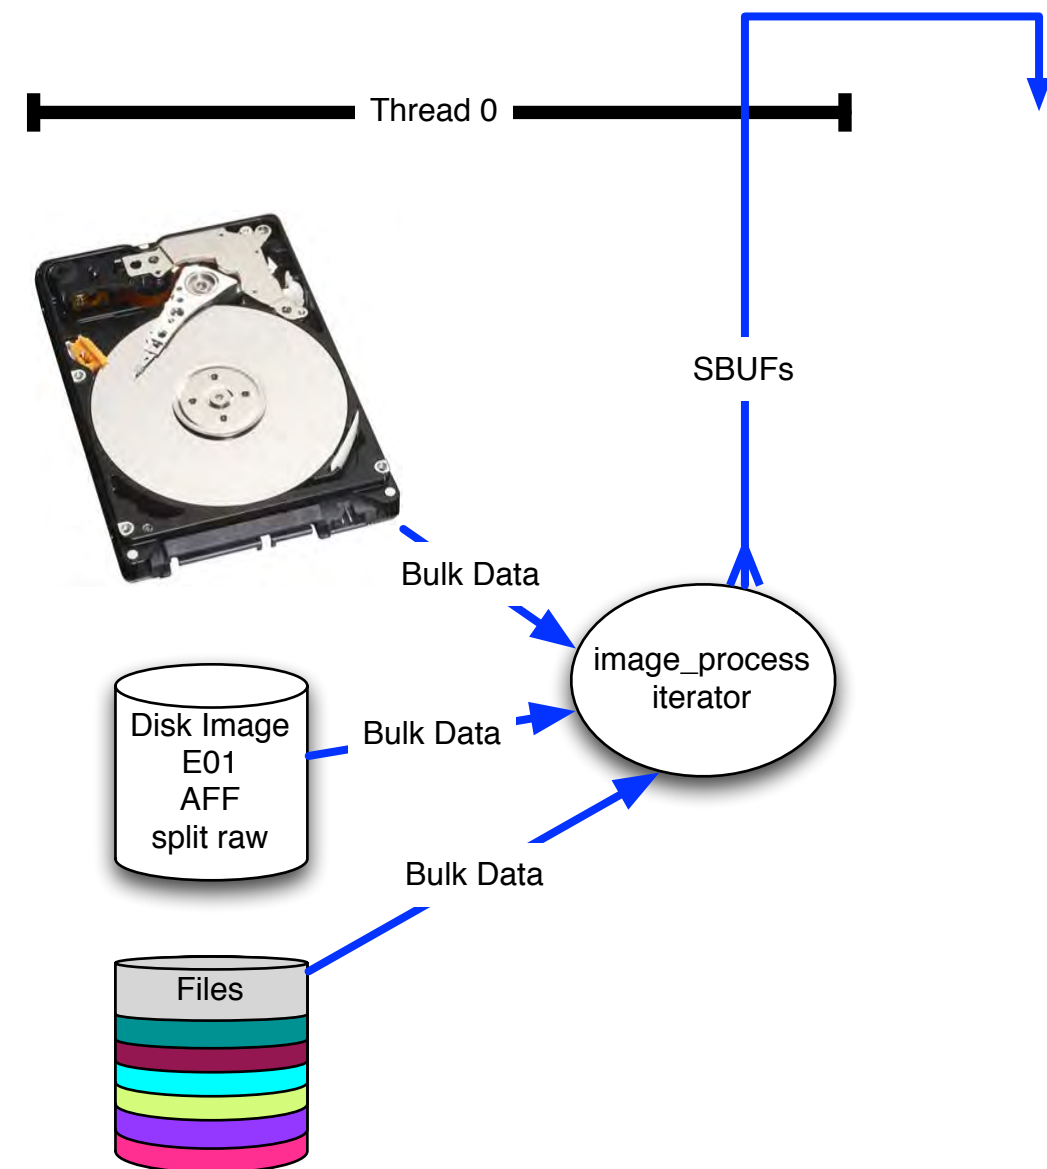 Thread 0
SBUFs
Bulk Data
image_process
iterator
Disk Image
E01
AFF
split raw
Bulk Data
Bulk Data
Files